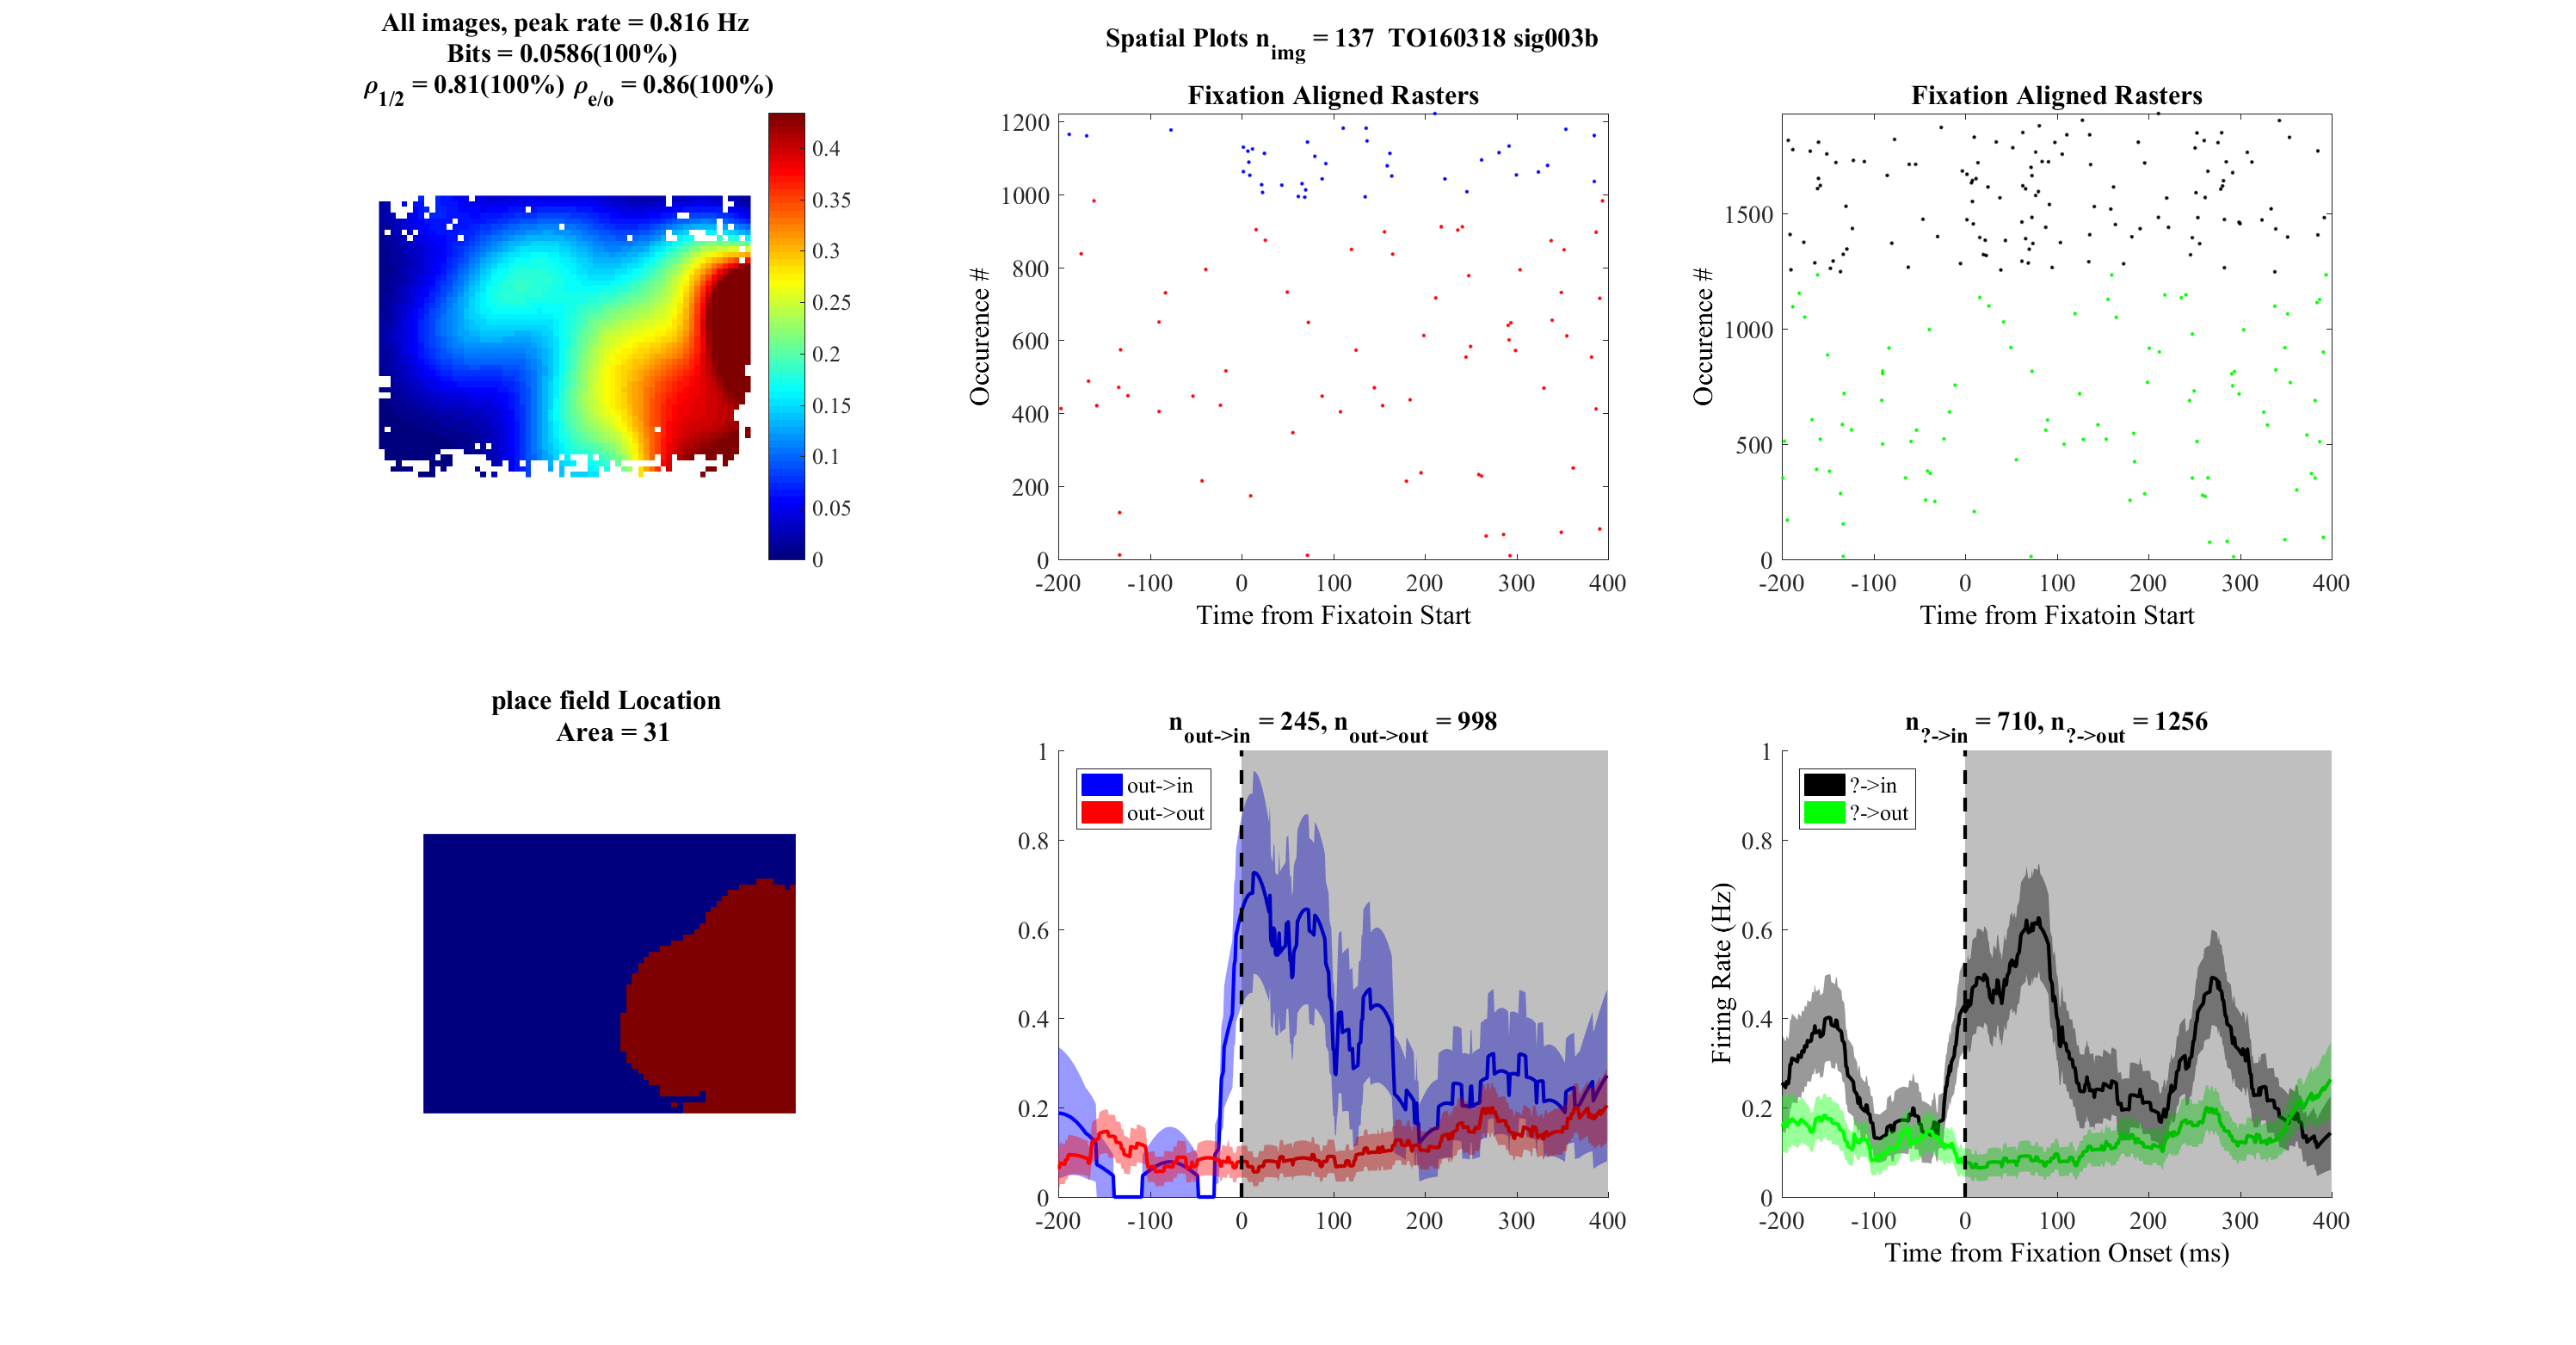 All images, peak rate = 0.816 Hz
Bits = 0.0586(100%)
ρ1/2 = 0.81(100%) ρe/o = 0.86(100%)
0.4
0.35
0.3
0.25
0.2
0.15
0.1
0.05
0
Spatial Plots nimg = 137 TO160318 sig003b
Fixation Aligned Rasters
Occurence #
1200
1000
800
600
400
200
0
-200 -100 0 100 200 300 400
Time from Fixatoin Start
Fixation Aligned Rasters
Occurence #
1500
1000
500
0
-200 -100 0 100 200 300 400
Time from Fixatoin Start
place field Location
Area = 31
nout->in = 245, nout->out = 998
out->in
out->out
1
0.8
0.6
0.4
0.2
0
-200 -100 0 100 200 300 400
n?->in = 710, n?->out = 1256
?->in
?->out
Firing Rate (Hz)
1
0.8
0.6
0.4
0.2
0
-200 -100 0 100 200 300 400
Time from Fixation Onset (ms)